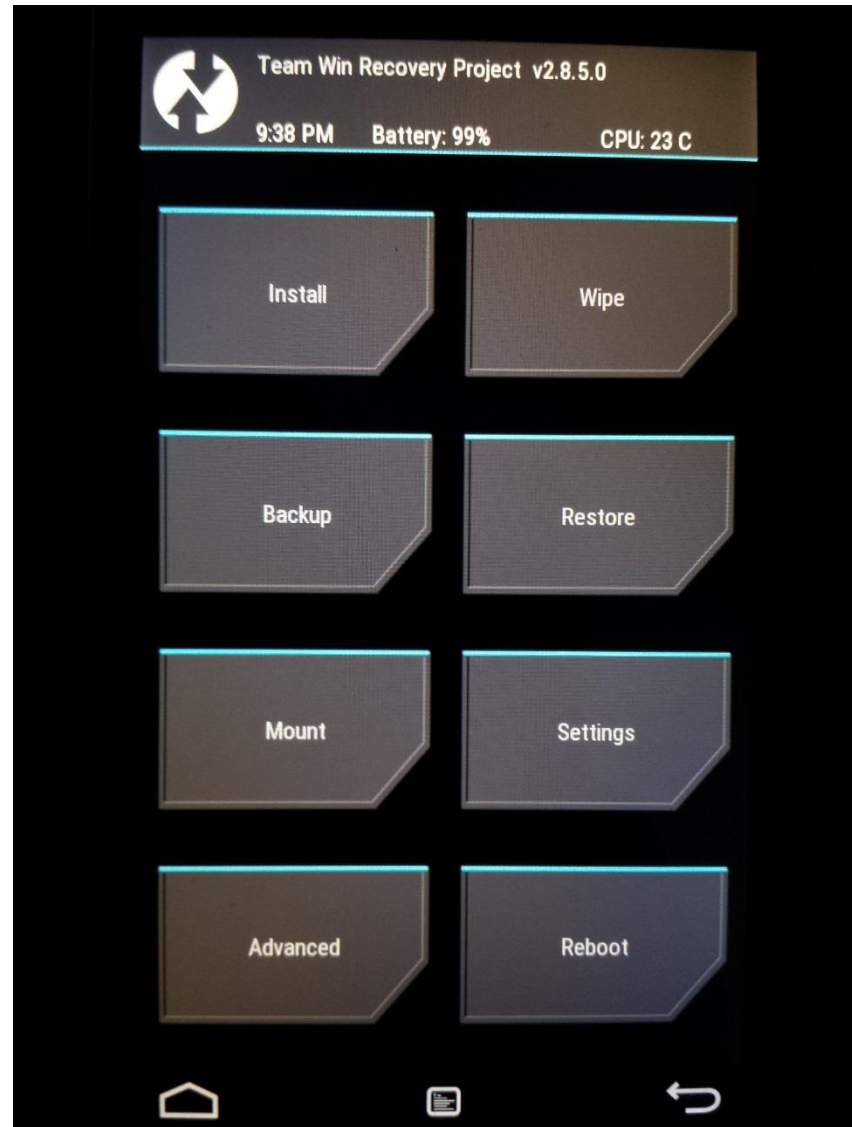 Team Win Recovery Project v2.8.5.0
9:38 PM Battery: 99% CPU: 23 C
Install Wipe
Backup Restore
Mount Settings
Advanced Reboot